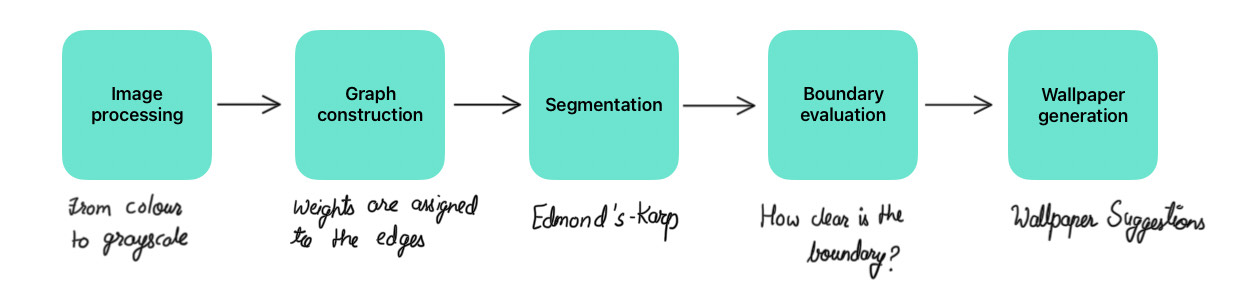 Image
processing
Graph
construction
Segmentation
Boundary
evaluation
Wallpaper
generation
From colour
to grayscale
Weights are assigned
to the edges
Edmond's-Karp
How clear is the
boundary?
Wallpaper Suggestions